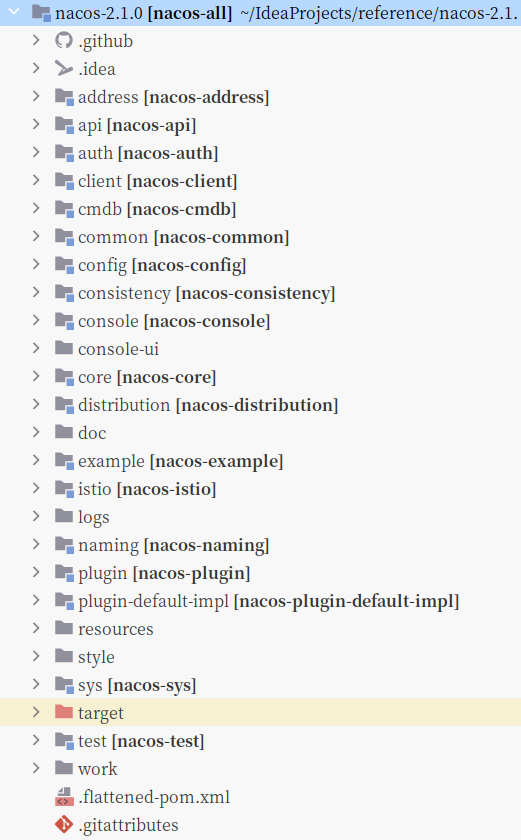 nacos-2.1.0 [nacos-all] ~/IdeaProjects/reference/nacos-2.1.
.github
.idea
address [nacos-address]
api [nacos-api]
auth [nacos-auth]
client [nacos-client]
cmdb [nacos-cmdb]
common [nacos-common]
config [nacos-config]
consistency [nacos-consistency]
console [nacos-console]
console-ui
core [nacos-core]
distribution [nacos-distribution]
doc
example [nacos-example]
istio [nacos-istio]
logs
naming [nacos-naming]
plugin [nacos-plugin]
plugin-default-impl [nacos-plugin-default-impl]
resources
style
sys [nacos-sys]
target
test [nacos-test]
work
.flattened-pom.xml
.gitattributes